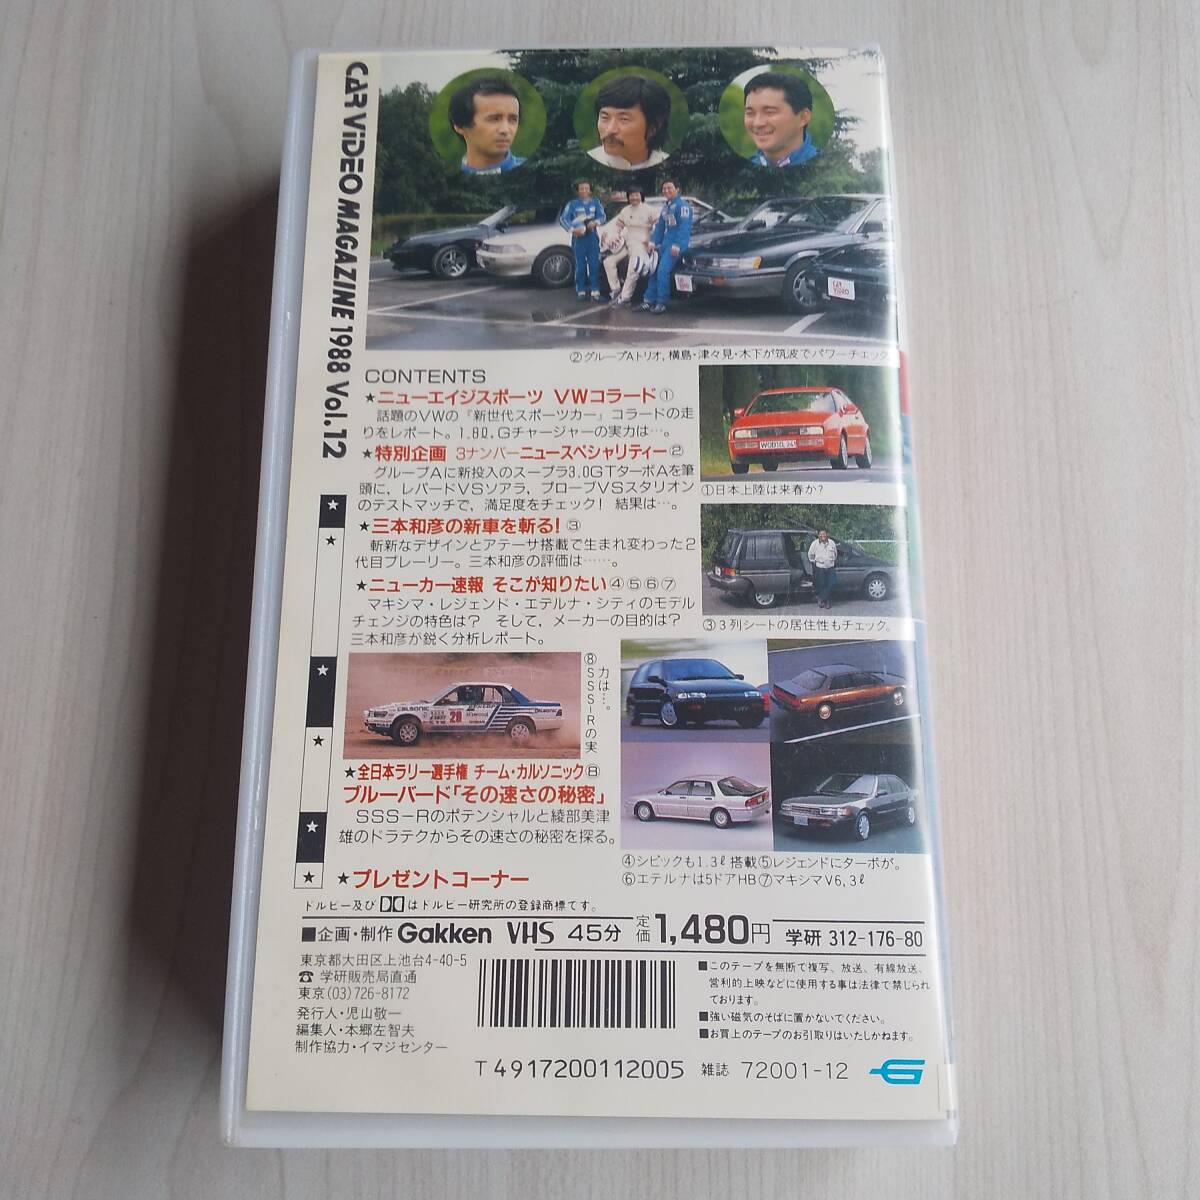 CAR ViDEO MAGAZINE 1988 Vol.12
②グループAトリオ,横島・津々見・木下が筑波でパワーチェック。
CONTENTS
★ニューエイジスポーツ VWコラード①
話題のVWの『新世代スポーツカー』コラードの走
りをレポート。1.8ℓ.Gチャージャーの実力は…。
★特別企画 3ナンバーニュースペシャリティー②
グループAに新投入のスープラ3.0GTターボAを筆
頭に,レパードVSソアラ,プローブVSスタリオン
のテストマッチで,満足度をチェック! 結果は…。
★三本和彦の新車を斬る!③
斬新なデザインとアテーサ搭載で生まれ変わった2
代目プレーリー。三本和彦の評価は……。
★ニューカー速報 そこが知りたい④⑤⑥⑦
マキシマ・レジェンド・エテルナ・シティのモデル
チェンジの特色は? そして,メーカーの目的は?
三本和彦が鋭く分析レポート。
①日本上陸は来春か?
③3列シートの居住性もチェック。
⑧SSS-Rの実
力は…。
CALSONIC
20
★全日本ラリー選手権 チーム・カルソニック⑧
ブルーバード「その速さの秘密」
SSS-Rのポテンシャルと綾部美津
雄のドラテクからその速さの秘密を探る。
④シビックも1.3ℓ搭載⑤レジェンドにターボが。
⑥エテルナは5ドアHB⑦マキシマV6,3ℓ
★プレゼントコーナー
ドルビー及びはドルビー研究所の登録商標です。
■企画・制作 Gakken VHS 45分 定価1,480円 学研 312-176-80
東京都大田区上池台4-40-5
☎ 学研販売局直通
東京(03)726-8172
発行人・児山敬一
編集人・本郷左智夫
制作協力・イマジセンター
■このテープを無断で複写、放送、有線放送、
営利的上映などに使用する事は法律で禁じられ
ております。
■強い磁気のそばに置かないでください。
■お買上のテープのお引取りはいたしかねます。
T4917200112005 雑誌 72001-12